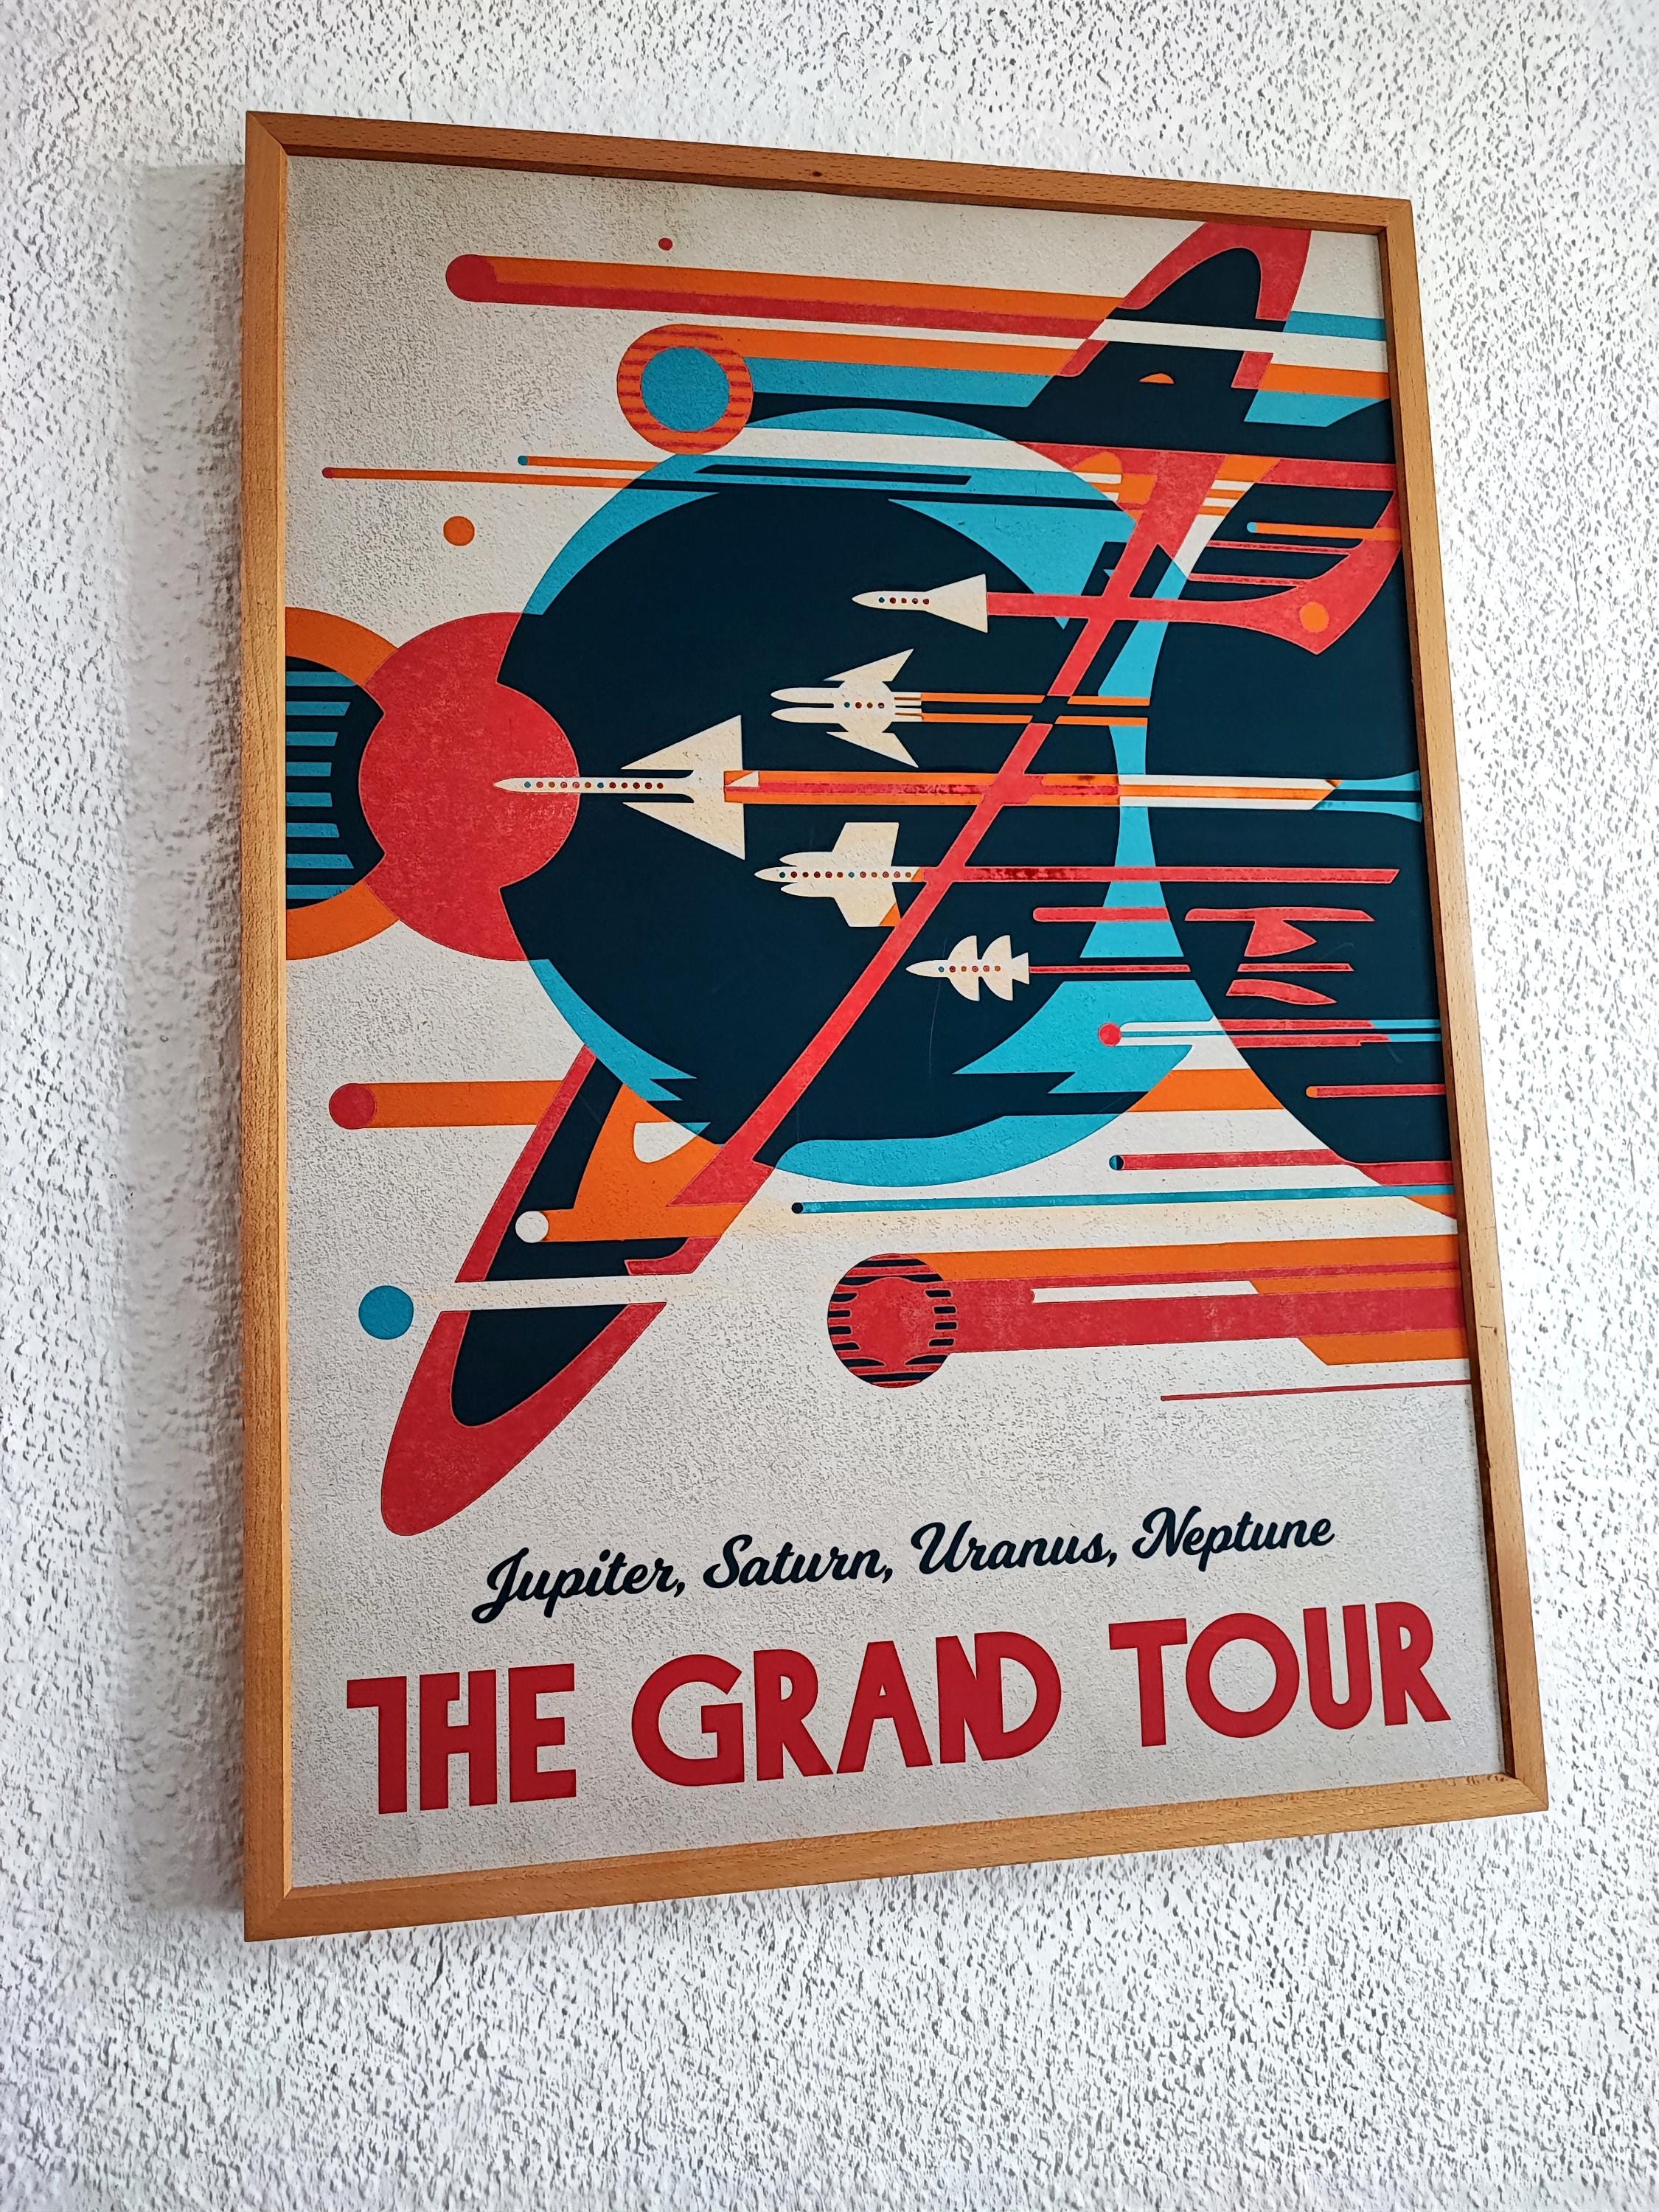 Jupiter, Saturn, Uranus, Neptune
THE GRAND TOUR